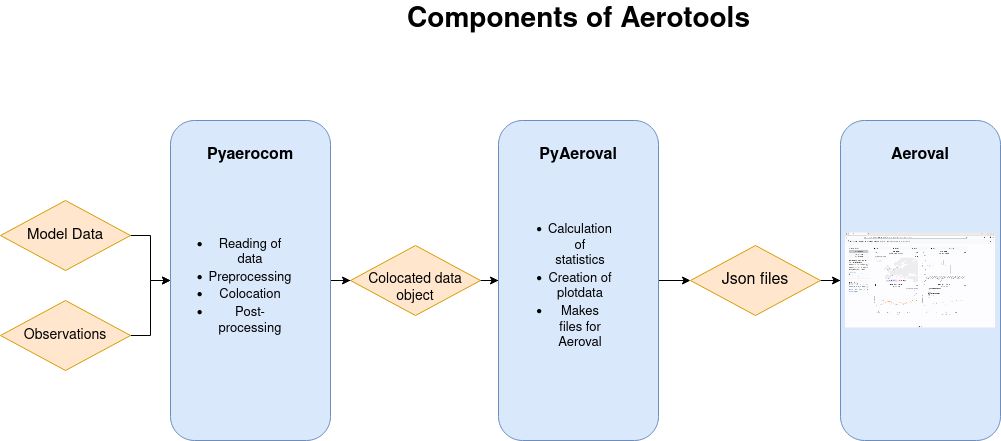 Components of Aerotools
Pyaerocom
PyAeroval
Aeroval
Model Data
Observations
• Reading of
data
• Preprocessing
• Colocation
• Post-
processing
Colocated data
object
• Calculation
of
statistics
• Creation of
plotdata
• Makes
files for
Aeroval
Json files